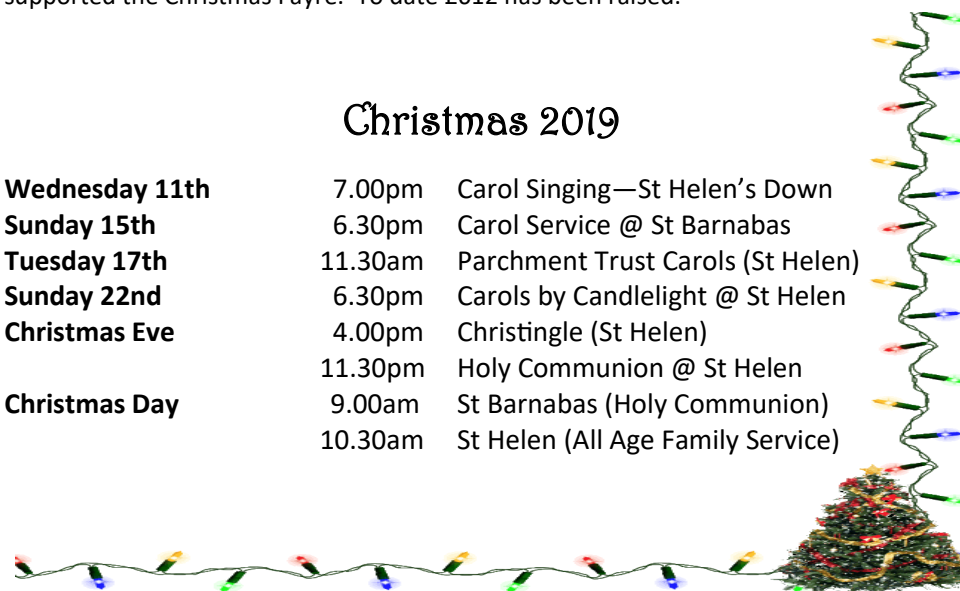 supported the Christmas Fayre. To date 2012 has been raised.
Christmas 2019
Wednesday 11th 7.00pm Carol Singing—St Helen's Down
Sunday 15th 6.30pm Carol Service @ St Barnabas
Tuesday 17th 11.30am Parchment Trust Carols (St Helen)
Sunday 22nd 6.30pm Carols by Candlelight @ St Helen
Christmas Eve 4.00pm Christingle (St Helen)
11.30pm Holy Communion @ St Helen
Christmas Day 9.00am St Barnabas (Holy Communion)
10.30am St Helen (All Age Family Service)